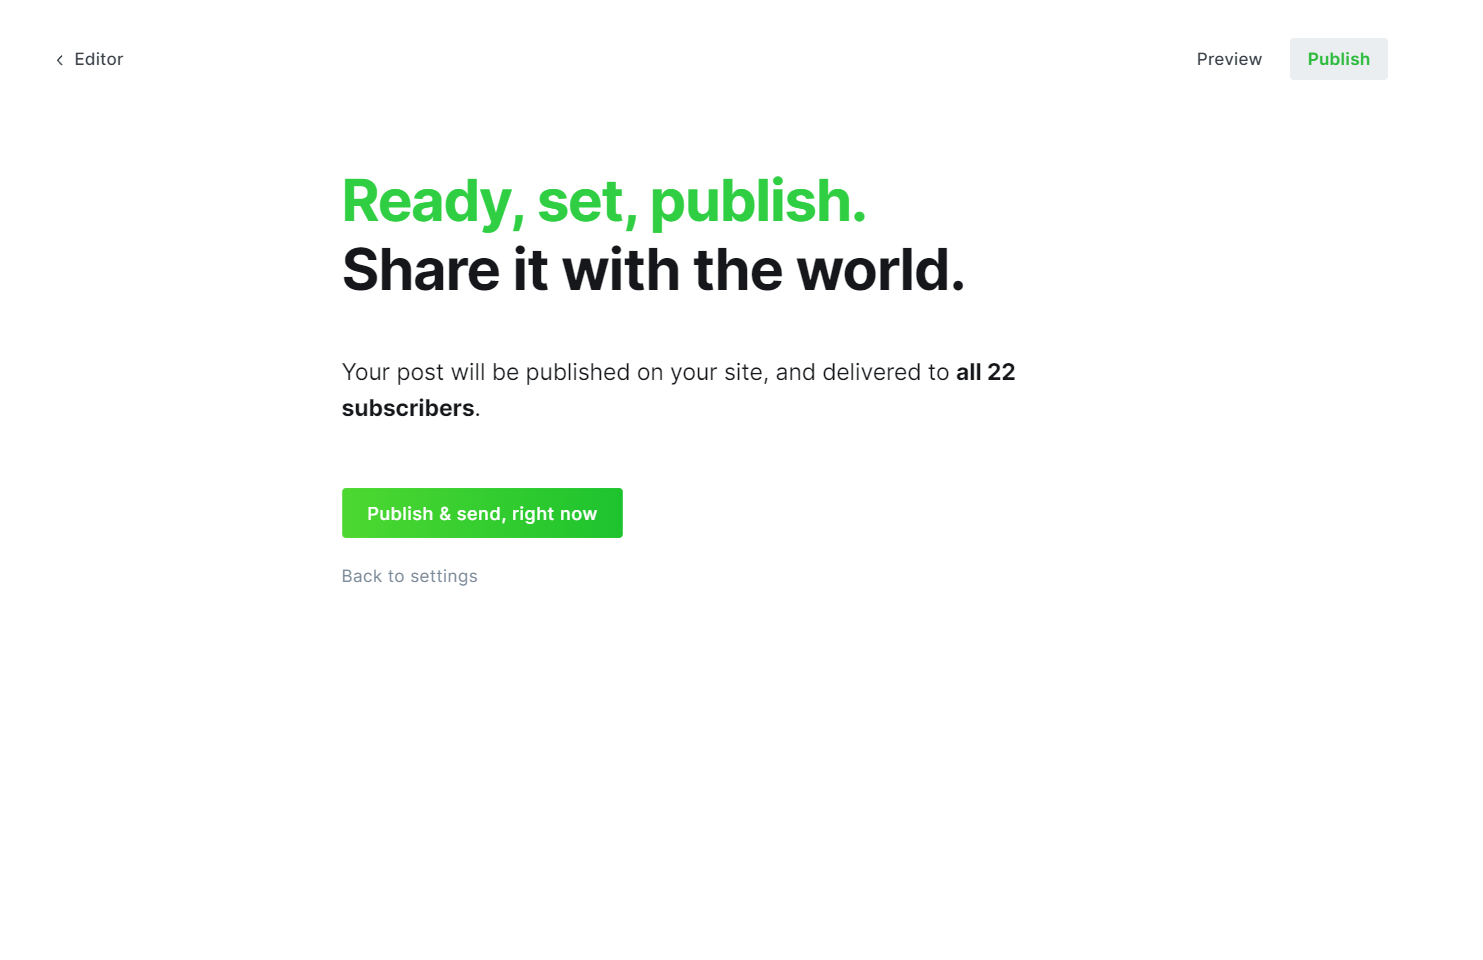 Editor
Preview
Publish
Ready, set, publish.
Share it with the world.
Your post will be published on your site, and delivered to all 22
subscribers.
Publish & send, right now
Back to settings